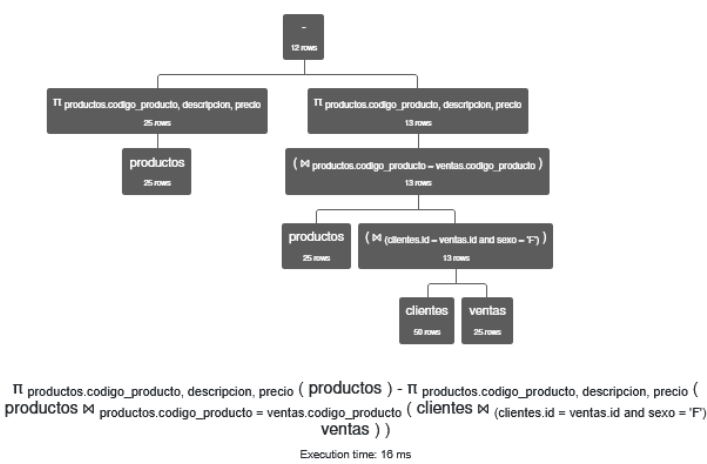 -
12 rows
π productos.codigo_producto, descripcion, precio
25 rows
π productos.codigo_producto, descripcion, precio
13 rows
productos
25 rows
( ⋈ productos.codigo_producto = ventas.codigo_producto )
13 rows
productos
25 rows
( ⋈ (clientes.id = ventas.id and sexo = 'F') )
13 rows
clientes
50 rows
ventas
25 rows
π productos.codigo_producto, descripcion, precio ( productos ) - π productos.codigo_producto, descripcion, precio (
productos ⋈ productos.codigo_producto = ventas.codigo_producto ( clientes ⋈ (clientes.id = ventas.id and sexo = 'F')
ventas ) )
Execution time: 16 ms